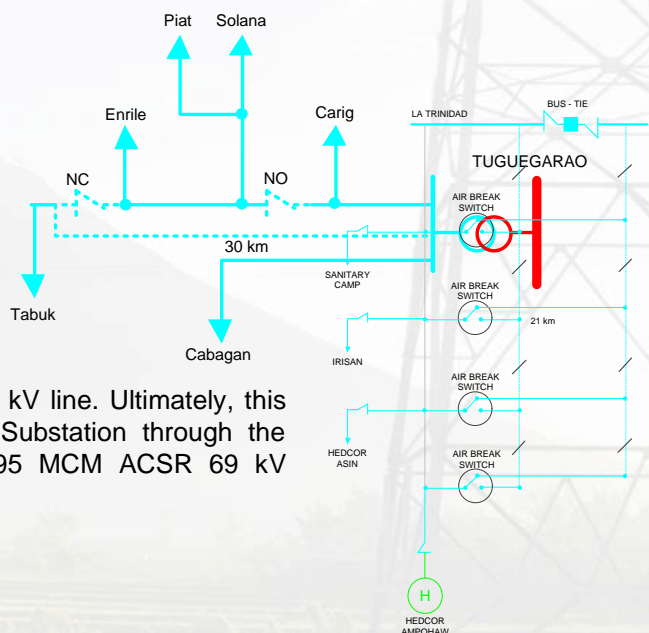 Piat
Solana
Enrile
Carig
LA TRINIDAD
BUS - TIE
TUGUEGARAO
NC
NO
AIR BREAK
SWITCH
30 km
SANITARY
CAMP
Tabuk
AIR BREAK
SWITCH
21 km
Cabagan
IRISAN
AIR BREAK
SWITCH
kV line. Ultimately, this
Substation through the
95 MCM ACSR 69 kV
HEDCOR
ASIN
AIR BREAK
SWITCH
H
HEDCOR
AMPOHAW